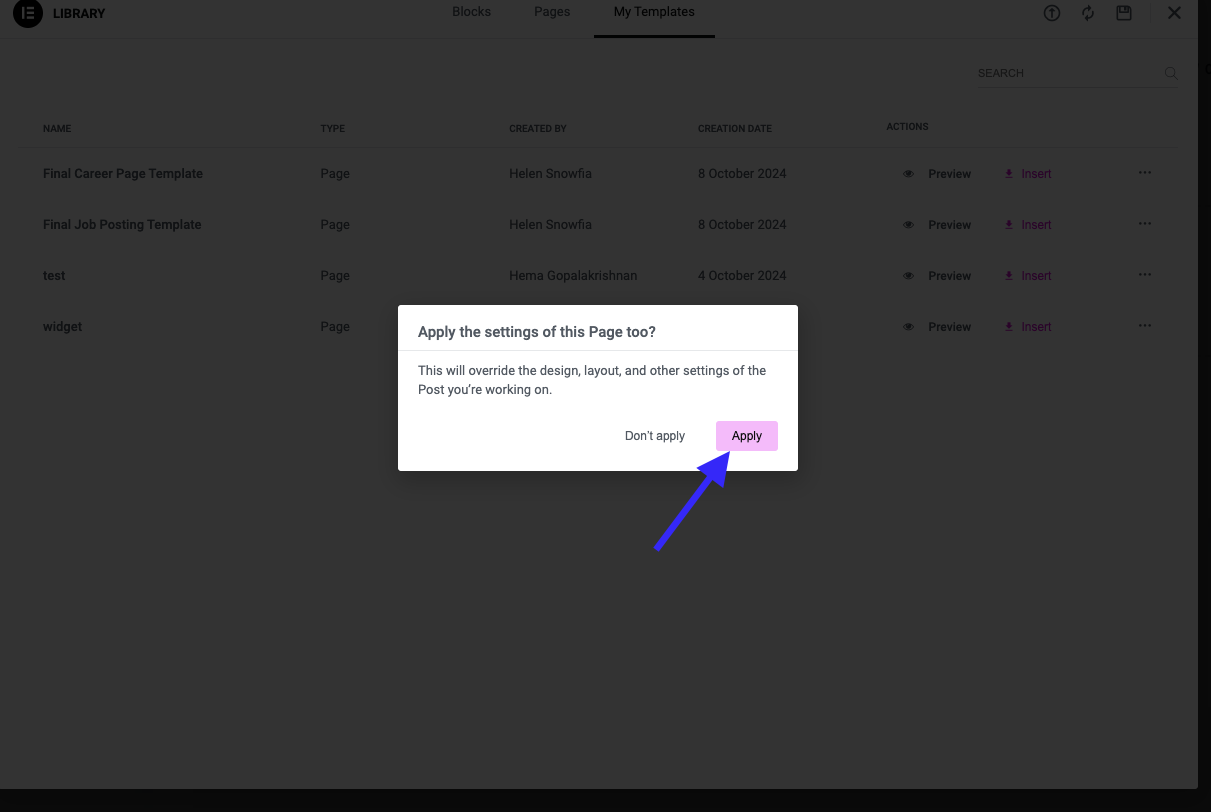 LIBRARY
Blocks Pages My Templates
SEARCH
NAME TYPE CREATED BY CREATION DATE ACTIONS
Final Career Page Template Page Helen Snowfia 8 October 2024 Preview Insert
Final Job Posting Template Page Helen Snowfia 8 October 2024 Preview Insert
test Page Hema Gopalakrishnan 4 October 2024 Preview Insert
widget Page Preview Insert
Apply the settings of this Page too?
This will override the design, layout, and other settings of the
Post you’re working on.
Don’t apply Apply